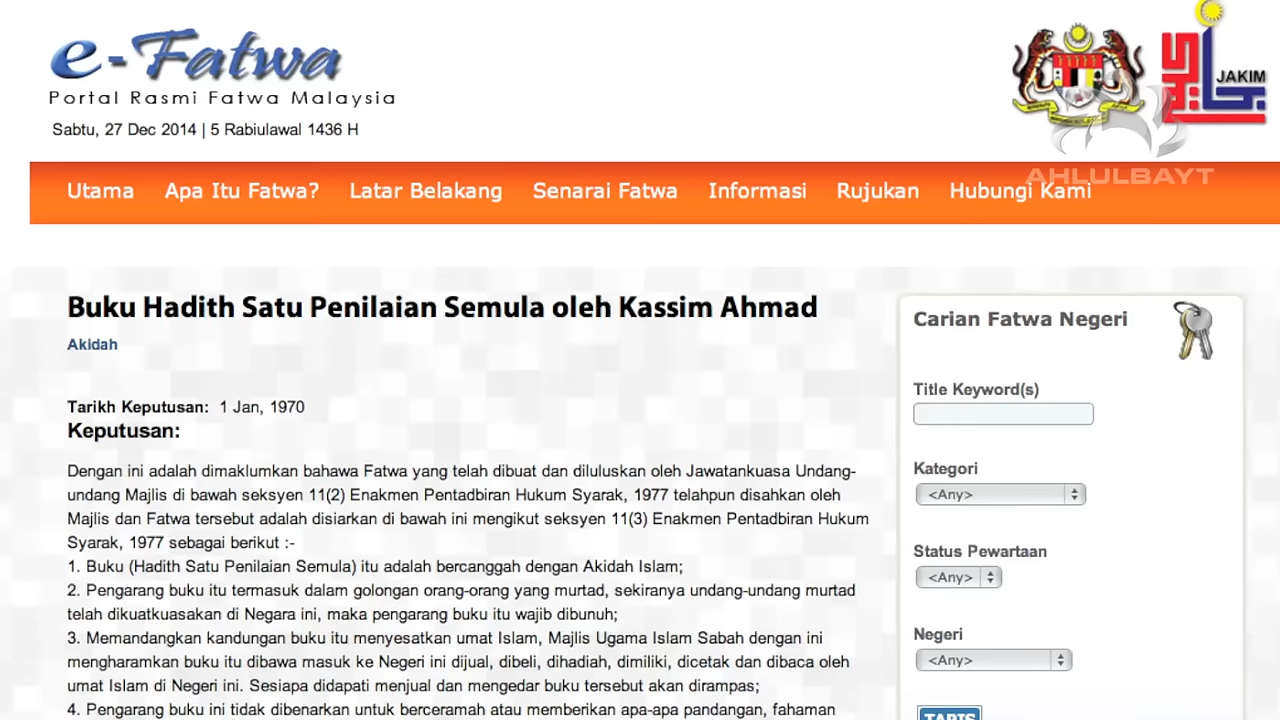 e-Fatwa
Portal Rasmi Fatwa Malaysia
Sabtu, 27 Dec 2014 | 5 Rabiulawal 1436 H
JAKIM
AHLULBAYT
Utama Apa Itu Fatwa? Latar Belakang Senarai Fatwa Informasi Rujukan Hubungi Kami
Buku Hadith Satu Penilaian Semula oleh Kassim Ahmad
Akidah
Tarikh Keputusan: 1 Jan, 1970
Keputusan:
Dengan ini adalah dimaklumkan bahawa Fatwa yang telah dibuat dan diluluskan oleh Jawatankuasa Undang-
undang Majlis di bawah seksyen 11(2) Enakmen Pentadbiran Hukum Syarak, 1977 telahpun disahkan oleh
Majlis dan Fatwa tersebut adalah disiarkan di bawah ini mengikut seksyen 11(3) Enakmen Pentadbiran Hukum
Syarak, 1977 sebagai berikut :-
1. Buku (Hadith Satu Penilaian Semula) itu adalah bercanggah dengan Akidah Islam;
2. Pengarang buku itu termasuk dalam golongan orang-orang yang murtad, sekiranya undang-undang murtad
telah dikuatkuasakan di Negara ini, maka pengarang buku itu wajib dibunuh;
3. Memandangkan kandungan buku itu menyesatkan umat Islam, Majlis Ugama Islam Sabah dengan ini
mengharamkan buku itu dibawa masuk ke Negeri ini dijual, dibeli, dihadiah, dimiliki, dicetak dan dibaca oleh
umat Islam di Negeri ini. Sesiapa didapati menjual dan mengedar buku tersebut akan dirampas;
4. Pengarang buku ini tidak dibenarkan untuk berceramah atau memberikan apa-apa pandangan, fahaman
Carian Fatwa Negeri
Title Keyword(s)
Kategori
<Any>
Status Pewartaan
<Any>
Negeri
<Any>
TAPIS